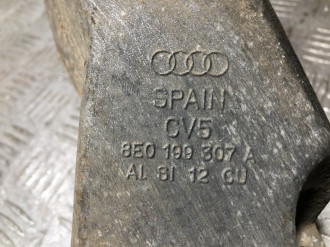 SPAIN
CV5
8E0 199 307 A
AL SI 12 CU